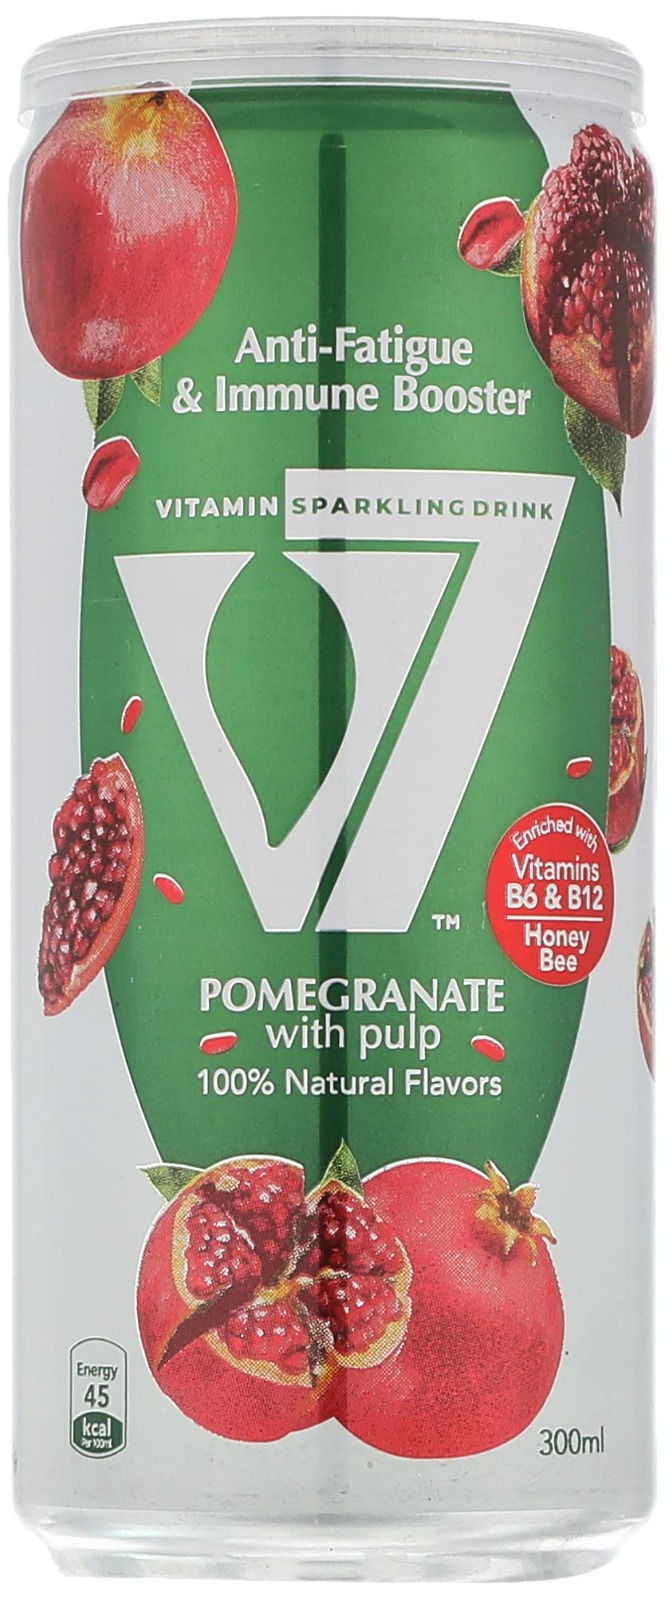 Anti-Fatigue
& Immune Booster
VITAMIN SPARKLING DRINK
V7
TM
Enriched with
Vitamins
B6 & B12
Honey
Bee
POMEGRANATE
with pulp
100% Natural Flavors
Energy
45
kcal
Per 100ml
300ml